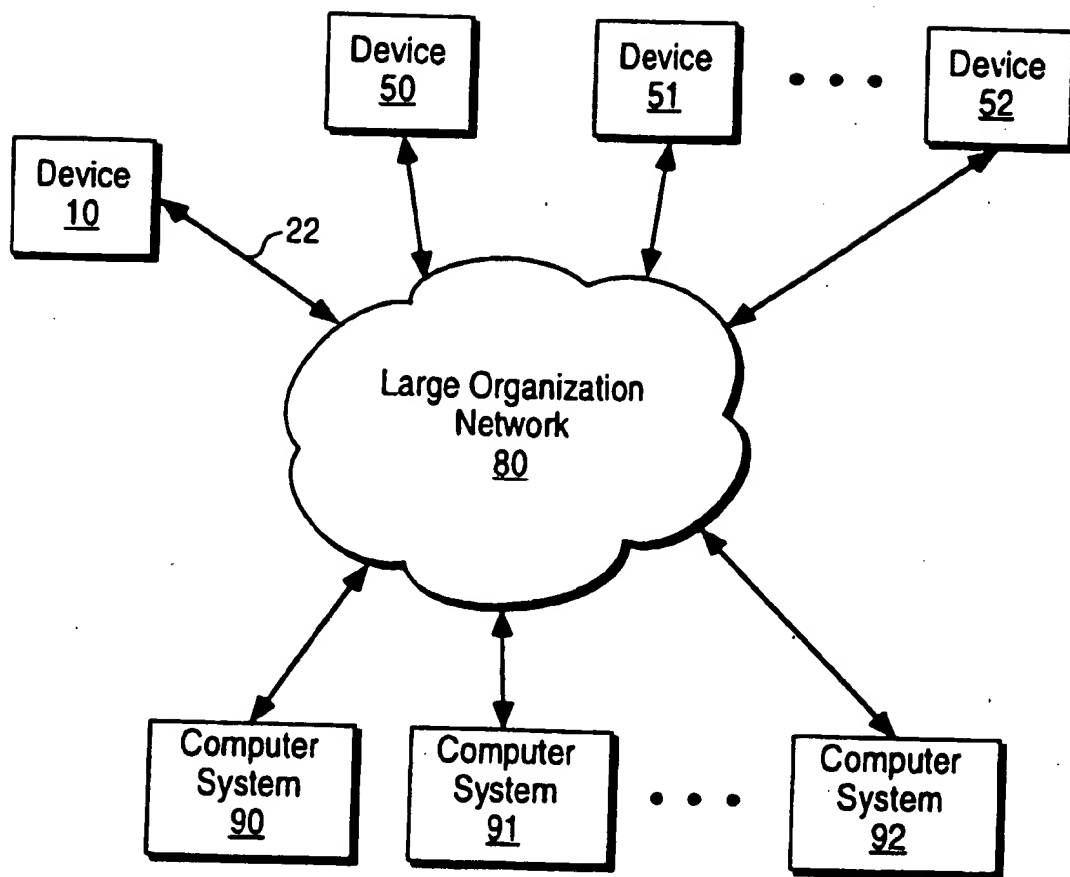 Device
50
Device
51
Device
52
Device
10
22
Large Organization
Network
80
Computer
System
90
Computer
System
91
Computer
System
92